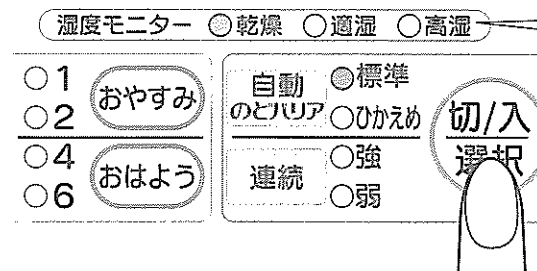 湿度モニター ○乾燥 ○適湿 ○高湿
○1
○2
おやすみ
○4
○6
おはよう
自動
のどバリア
○標準
○ひかえめ
連続
○強
○弱
切/入
選択